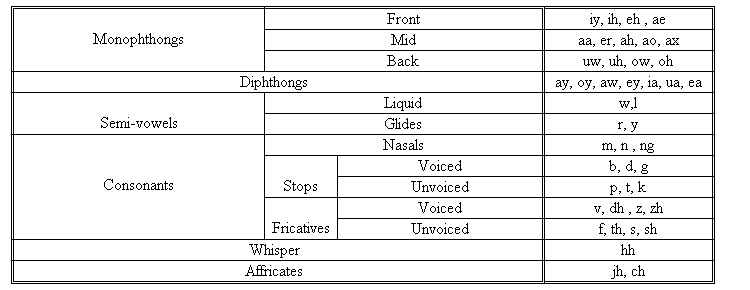 Monophthongs Front iy, ih, eh , ae
Mid aa, er, ah, ao, ax
Back uw, uh, ow, oh
Diphthongs ay, oy, aw, ey, ia, ua, ea
Semi-vowels Liquid w,l
Glides r, y
Consonants Nasals m, n , ng
Stops Voiced b, d, g
Unvoiced p, t, k
Fricatives Voiced v, dh , z, zh
Unvoiced f, th, s, sh
Whisper hh
Affricates jh, ch